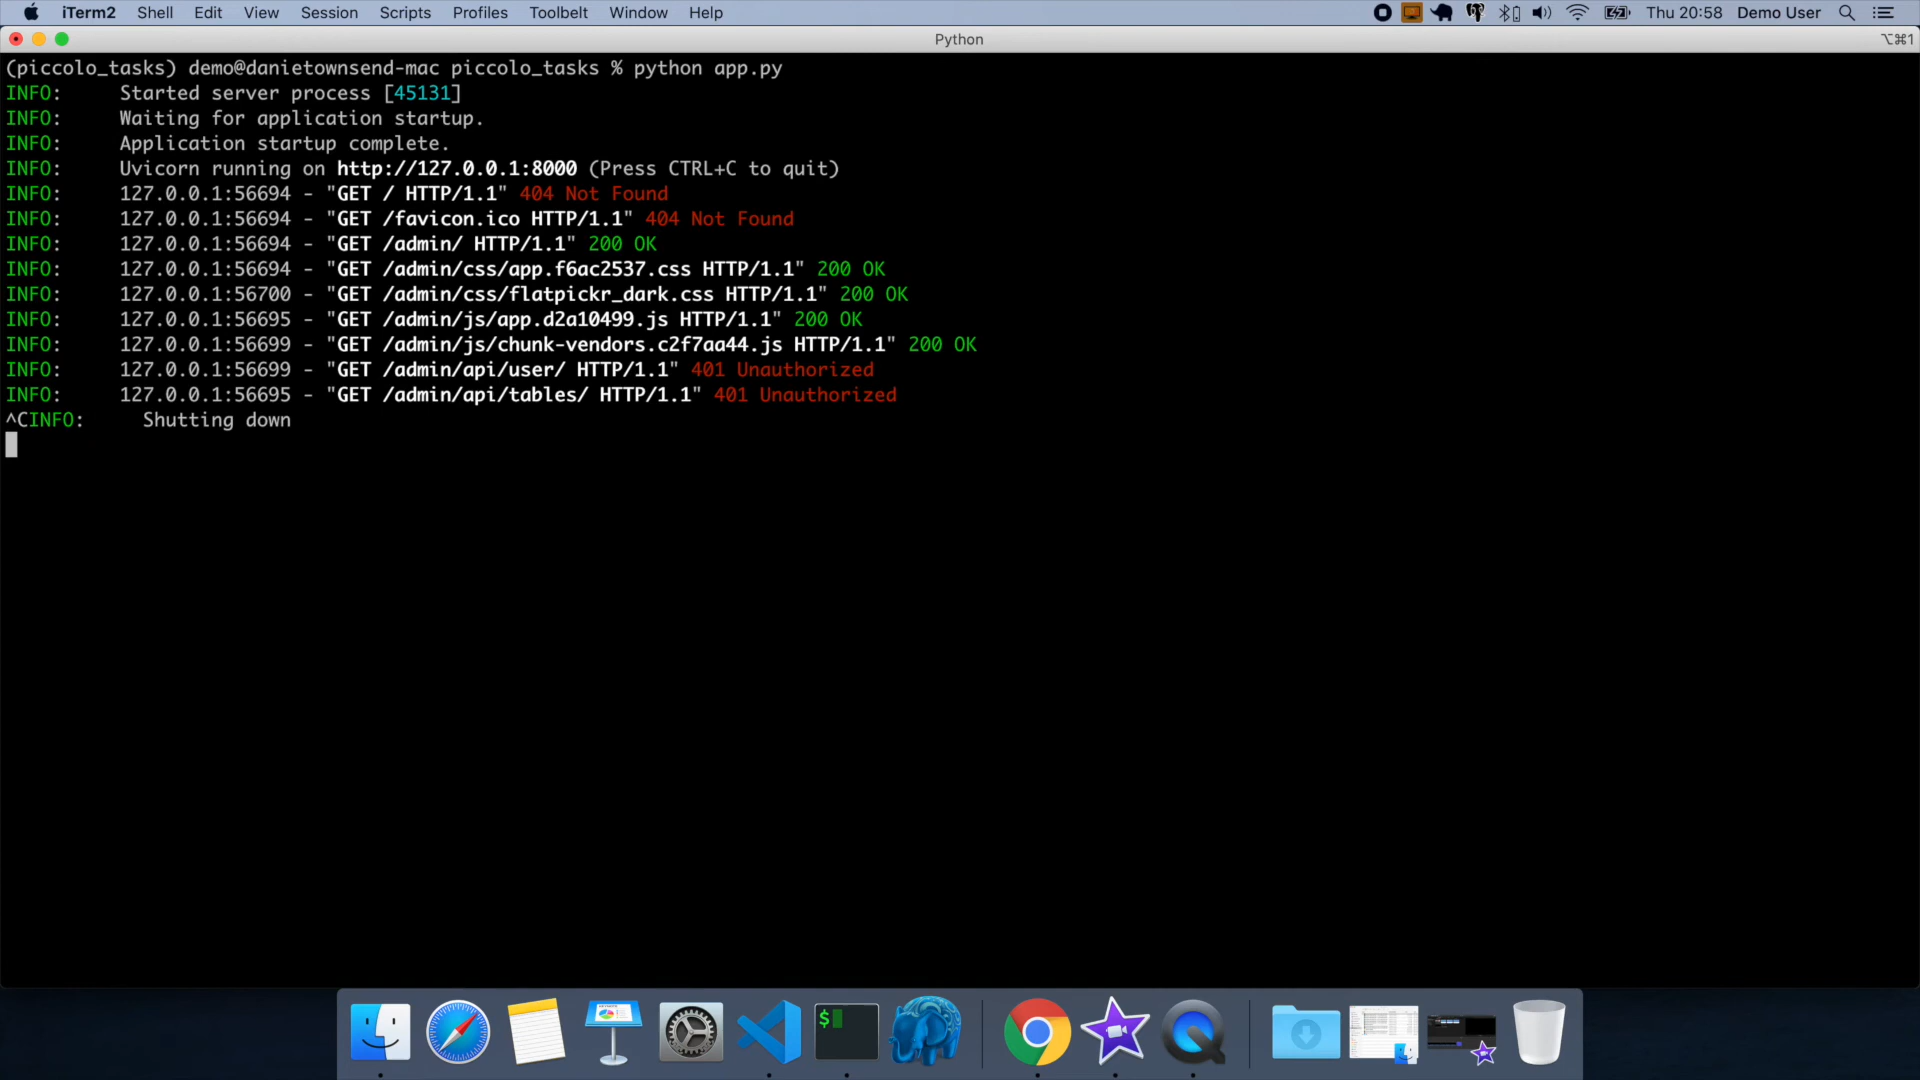 iTerm2 Shell Edit View Session Scripts Profiles Toolbelt Window Help Thu 20:58 Demo User
Python ⌥⌘1
(piccolo_tasks) demo@danietownsend-mac piccolo_tasks % python app.py
INFO: Started server process [45131]
INFO: Waiting for application startup.
INFO: Application startup complete.
INFO: Uvicorn running on http://127.0.0.1:8000 (Press CTRL+C to quit)
INFO: 127.0.0.1:56694 - "GET / HTTP/1.1" 404 Not Found
INFO: 127.0.0.1:56694 - "GET /favicon.ico HTTP/1.1" 404 Not Found
INFO: 127.0.0.1:56694 - "GET /admin/ HTTP/1.1" 200 OK
INFO: 127.0.0.1:56694 - "GET /admin/css/app.f6ac2537.css HTTP/1.1" 200 OK
INFO: 127.0.0.1:56700 - "GET /admin/css/flatpickr_dark.css HTTP/1.1" 200 OK
INFO: 127.0.0.1:56695 - "GET /admin/js/app.d2a10499.js HTTP/1.1" 200 OK
INFO: 127.0.0.1:56699 - "GET /admin/js/chunk-vendors.c2f7aa44.js HTTP/1.1" 200 OK
INFO: 127.0.0.1:56699 - "GET /admin/api/user/ HTTP/1.1" 401 Unauthorized
INFO: 127.0.0.1:56695 - "GET /admin/api/tables/ HTTP/1.1" 401 Unauthorized
^CINFO: Shutting down
$